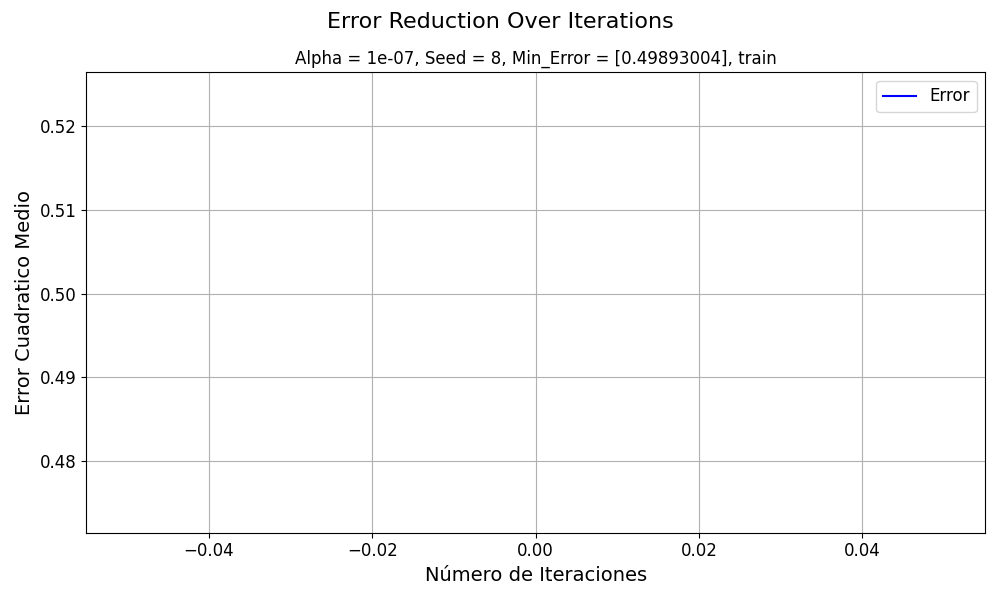 Error Reduction Over Iterations
Alpha = 1e-07, Seed = 8, Min_Error = [0.49893004], train
Error
Error Cuadratico Medio
0.52
0.51
0.50
0.49
0.48
−0.04
−0.02
0.00
0.02
0.04
Número de Iteraciones